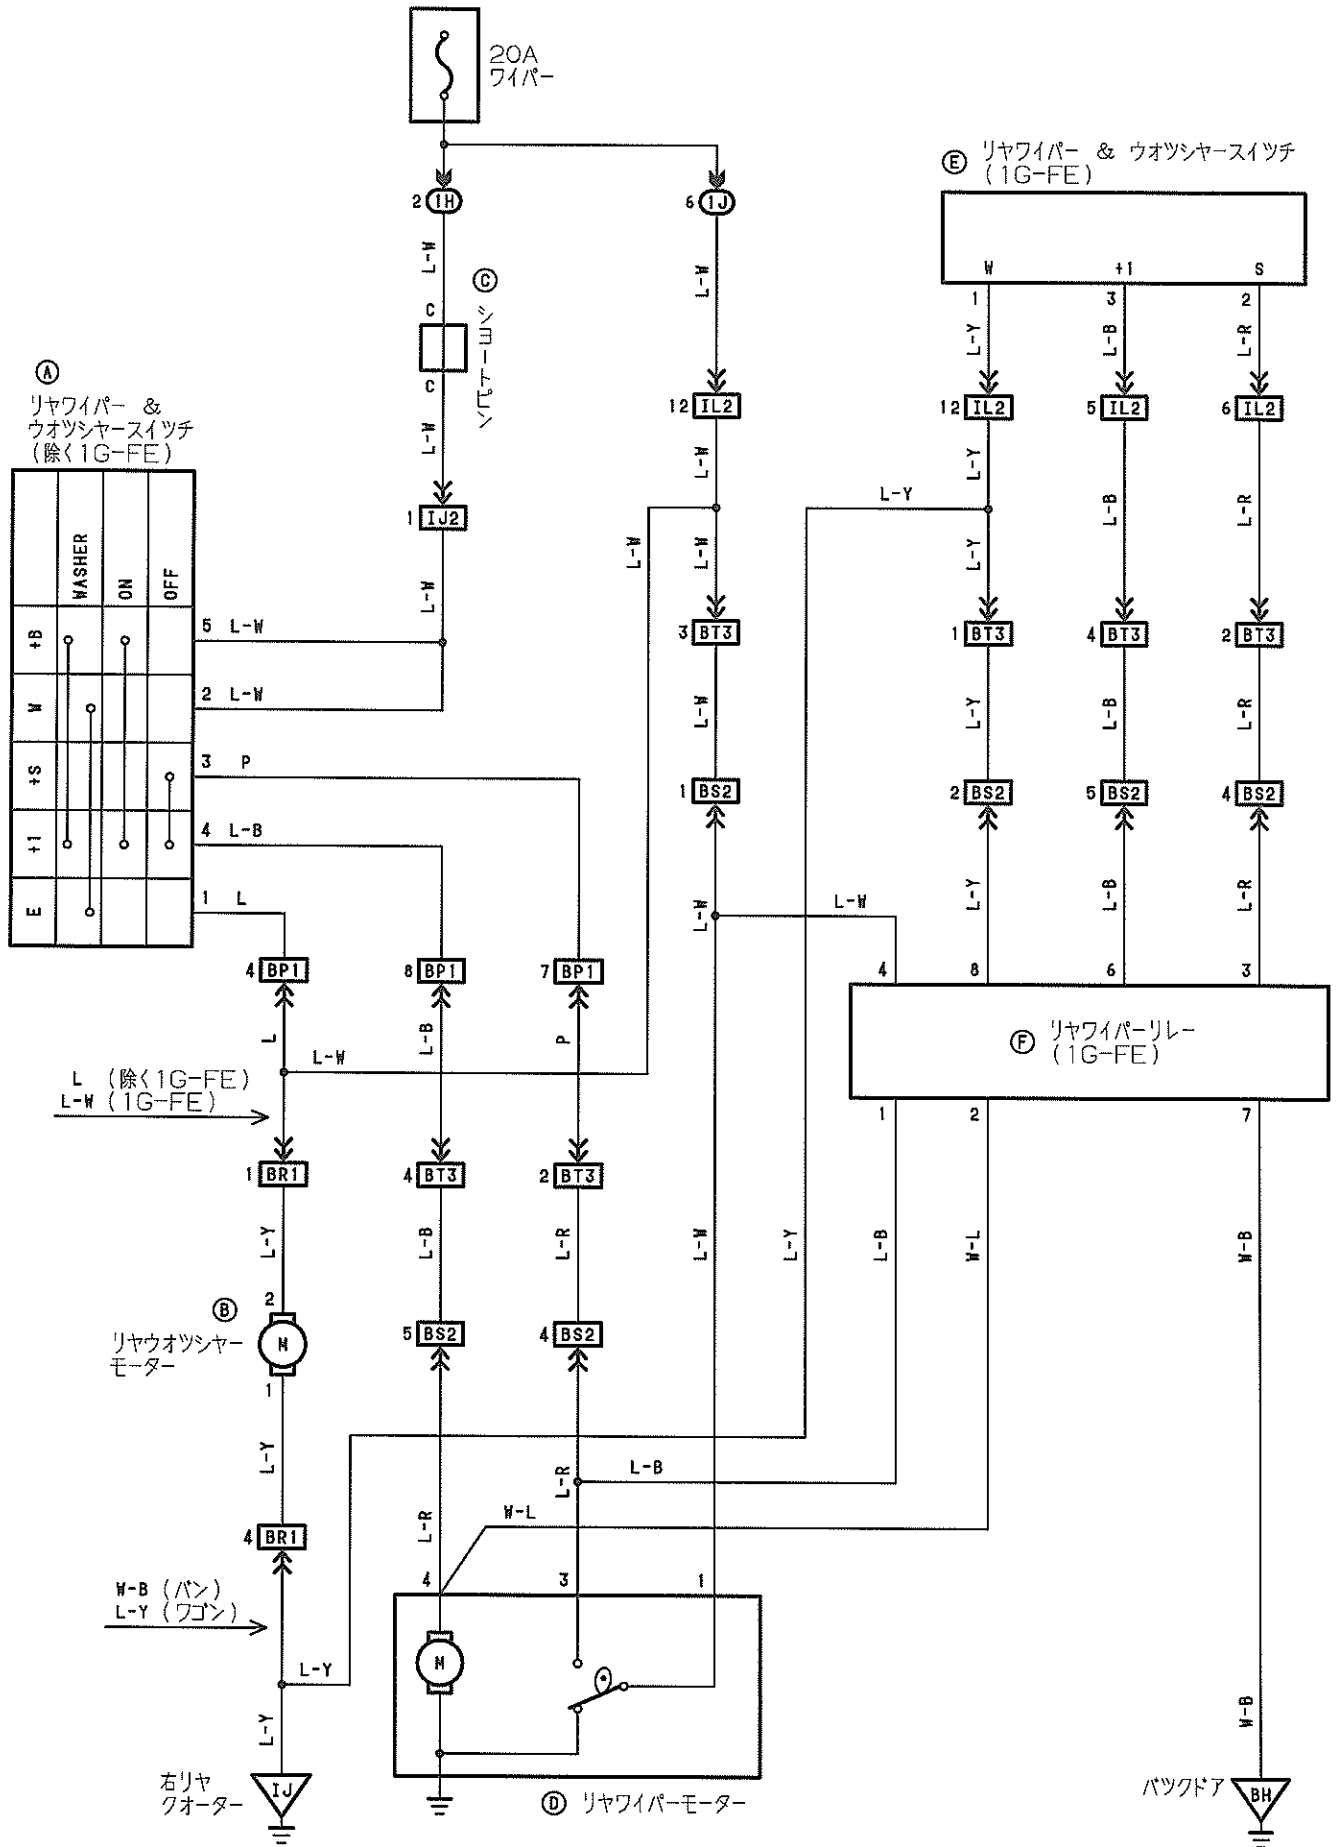 20A
ワイパー
2 1H
6 1J
L-W
L-W
Ⓒ
シヨートピン
C
C
L-W
1 IJ2
L-W
Ⓔ リヤワイパー & ウオツシヤースイツチ
(1G-FE)
W +1 S
1 3 2
L-Y L-B L-R
12 IL2
12 IL2 5 IL2 6 IL2
L-W
L-Y L-B L-R
L-Y
L-W L-W L-Y
3 BT3
1 BT3 4 BT3 2 BT3
L-W
L-Y L-B L-R
1 BS2
2 BS2 5 BS2 4 BS2
L-W L-W
L-Y L-B L-R
4 8 6 3
Ⓕ リヤワイパーリレー
(1G-FE)
1 2 7
L-W L-Y L-B W-L W-B
Ⓐ
リヤワイパー &
ウオツシヤースイツチ
(除く1G-FE)
WASHER ON OFF
+B
W
+S
+1
E
5 L-W
2 L-W
3 P
4 L-B
1 L
4 BP1 8 BP1 7 BP1
L L-B P
L-W
L (除く1G-FE)
L-W (1G-FE)
1 BR1 4 BT3 2 BT3
L-Y L-B L-R
2
Ⓑ
リヤウオツシヤー
モーター
M
1
5 BS2 4 BS2
L-Y
L-R L-B
W-L
L-R
4 BR1
4 3 1
W-B (バン)
L-Y (ワゴン)
M
L-Y
L-Y
右リヤ
クオーター
IJ
Ⓓ リヤワイパーモーター
W-B
バツクドア
BH